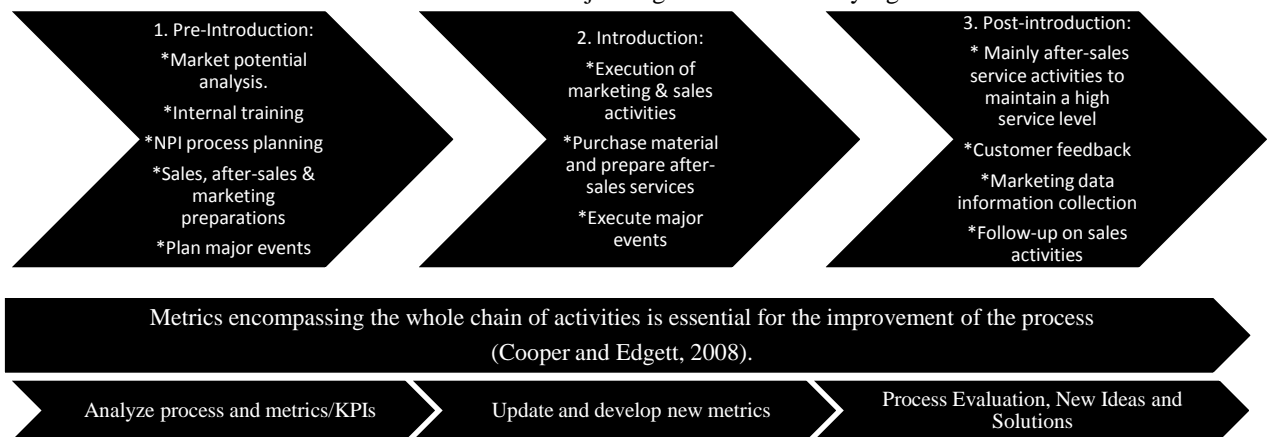 1. Pre-Introduction:
*Market potential
analysis.
*Internal training
*NPI process planning
*Sales, after-sales &
marketing
preparations
*Plan major events
2. Introduction:
*Execution of
marketing & sales
activities
*Purchase material
and prepare after-
sales services
*Execute major
events
3. Post-introduction:
* Mainly after-sales
service activities to
maintain a high
service level
*Customer feedback
*Marketing data
information collection
*Follow-up on sales
activities
Metrics encompassing the whole chain of activities is essential for the improvement of the process
(Cooper and Edgett, 2008).
Analyze process and metrics/KPIs
Update and develop new metrics
Process Evaluation, New Ideas and
Solutions